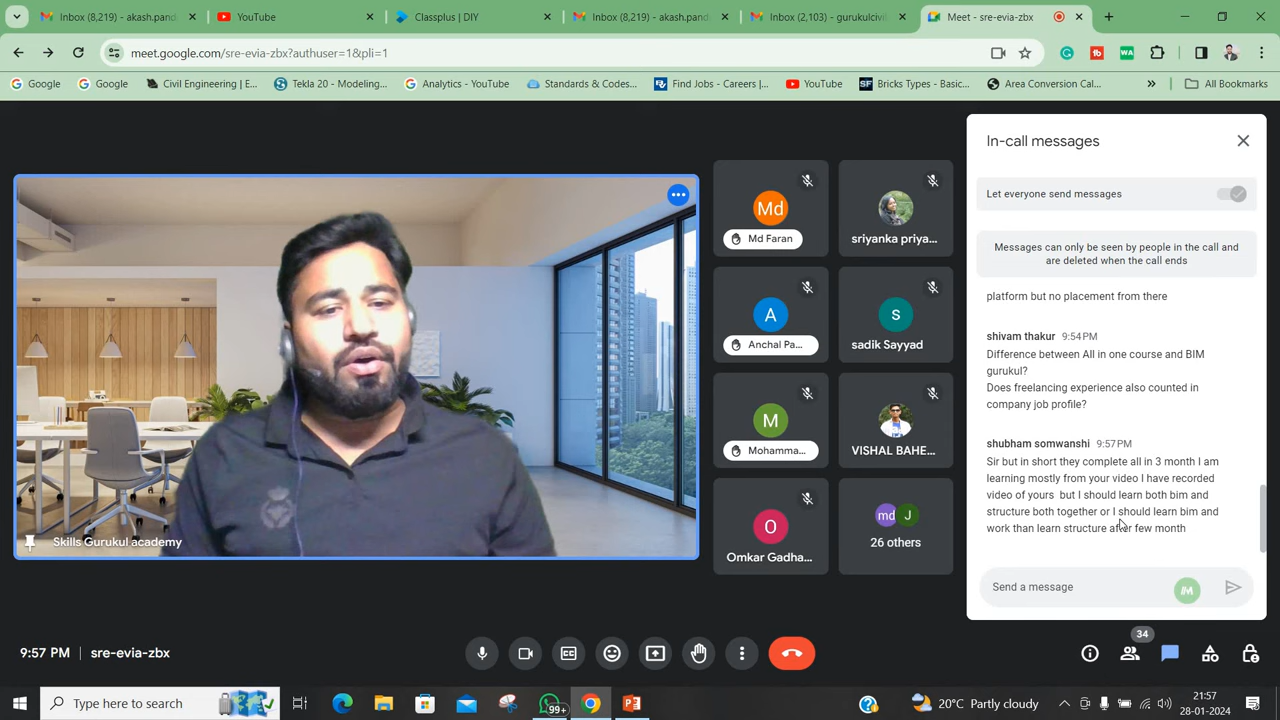 Inbox (8,219) - akash.pand
YouTube
Classplus | DIY
Inbox (8,219) - akash.pand
Inbox (2,103) - gurukulcivil
Meet - sre-evia-zbx
meet.google.com/sre-evia-zbx?authuser=1&pli=1
Google
Google
Civil Engineering | E...
Tekla 20 - Modeling...
Analytics - YouTube
Standards & Codes...
Find Jobs - Careers |...
YouTube
Bricks Types - Basic...
Area Conversion Cal...
All Bookmarks
In-call messages
Let everyone send messages
Messages can only be seen by people in the call and
are deleted when the call ends
platform but no placement from there
shivam thakur 9:54 PM
Difference between All in one course and BIM
gurukul?
Does freelancing experience also counted in
company job profile?
shubham somwanshi 9:57 PM
Sir but in short they complete all in 3 month I am
learning mostly from your video I have recorded
video of yours but I should learn both bim and
structure both together or I should learn bim and
work than learn structure after few month
Send a message
Md
Md Faran
sriyanka priya...
A
Anchal Pa...
s
sadik Sayyad
M
Mohamma...
VISHAL BAHE...
O
Omkar Gadha...
md J
26 others
Skills Gurukul academy
9:57 PM sre-evia-zbx
34
Type here to search
99+
20°C Partly cloudy
21:57
28-01-2024